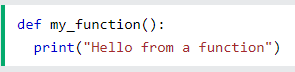 def my_function():
  print("Hello from a function")